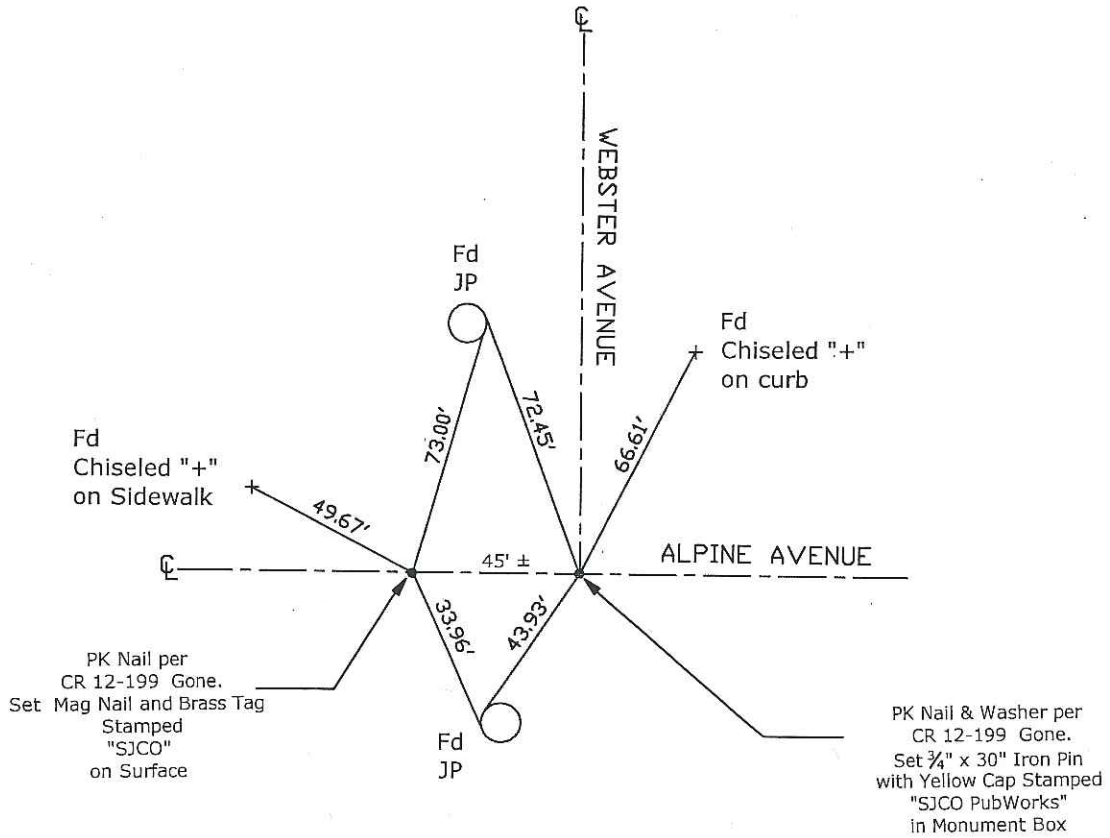 ℄
WEBSTER AVENUE
Fd
JP
Fd
Chiseled "+"
on curb
73.00'
72.45'
66.61'
Fd
Chiseled "+"
on Sidewalk
49.67'
℄
45' ±
ALPINE AVENUE
33.96'
43.93'
PK Nail per
CR 12-199 Gone.
Set Mag Nail and Brass Tag
Stamped
"SJCO"
on Surface
Fd
JP
PK Nail & Washer per
CR 12-199 Gone.
Set ¾" x 30" Iron Pin
with Yellow Cap Stamped
"SJCO PubWorks"
in Monument Box